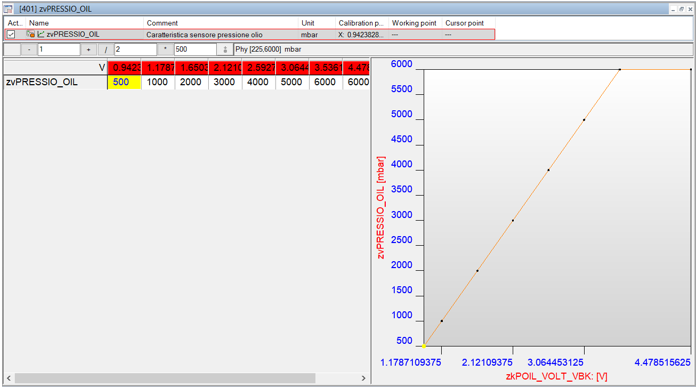 [401] zvPRESSIO_OIL
Act.. Name Comment Unit Calibration p... Working point Cursor point
zvPRESSIO_OIL Caratteristica sensore pressione olio mbar X: 0.9423828... --- ---
- 1 + / 2 * 500 = Phy [225,6000] mbar
V 0.9423 1.1787 1.6503 2.1210 2.5927 3.0644 3.5361 4.478
zvPRESSIO_OIL 500 1000 2000 3000 4000 5000 6000 6000
6000
5500
5000
4500
4000
3500
3000
2500
2000
1500
1000
500
zvPRESSIO_OIL [mbar]
1.1787109375 2.12109375 3.064453125 4.478515625
zkPOIL_VOLT_VBK: [V]